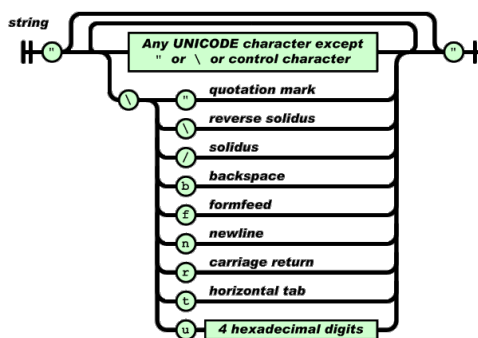 string
" Any UNICODE character except "
" or \ or control character
\ " quotation mark
\ reverse solidus
/ solidus
b backspace
f formfeed
n newline
r carriage return
t horizontal tab
u 4 hexadecimal digits